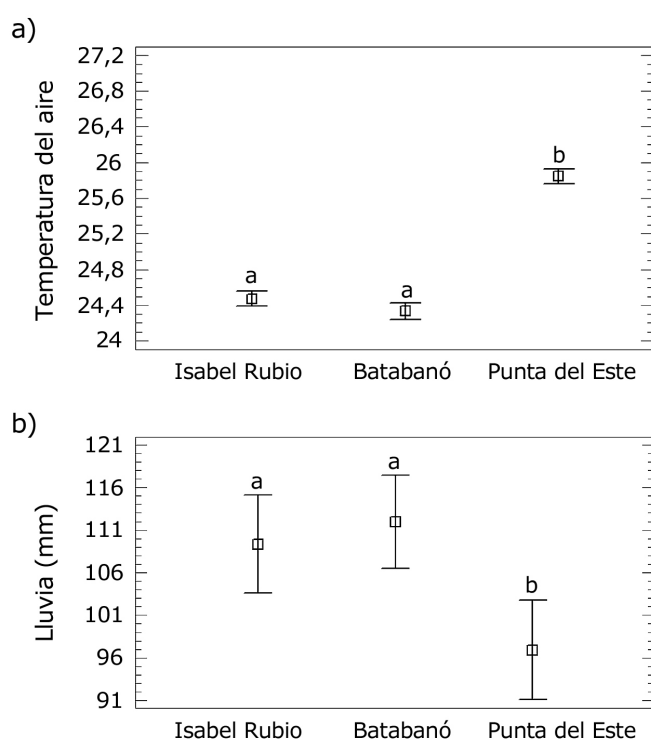 a)
Temperatura del aire
27,2
26,8
26,4
26
25,6
25,2
24,8
24,4
24
a
a
b
Isabel Rubio Batabanó Punta del Este
b)
Lluvia (mm)
121
116
111
106
101
96
91
a
a
b
Isabel Rubio Batabanó Punta del Este